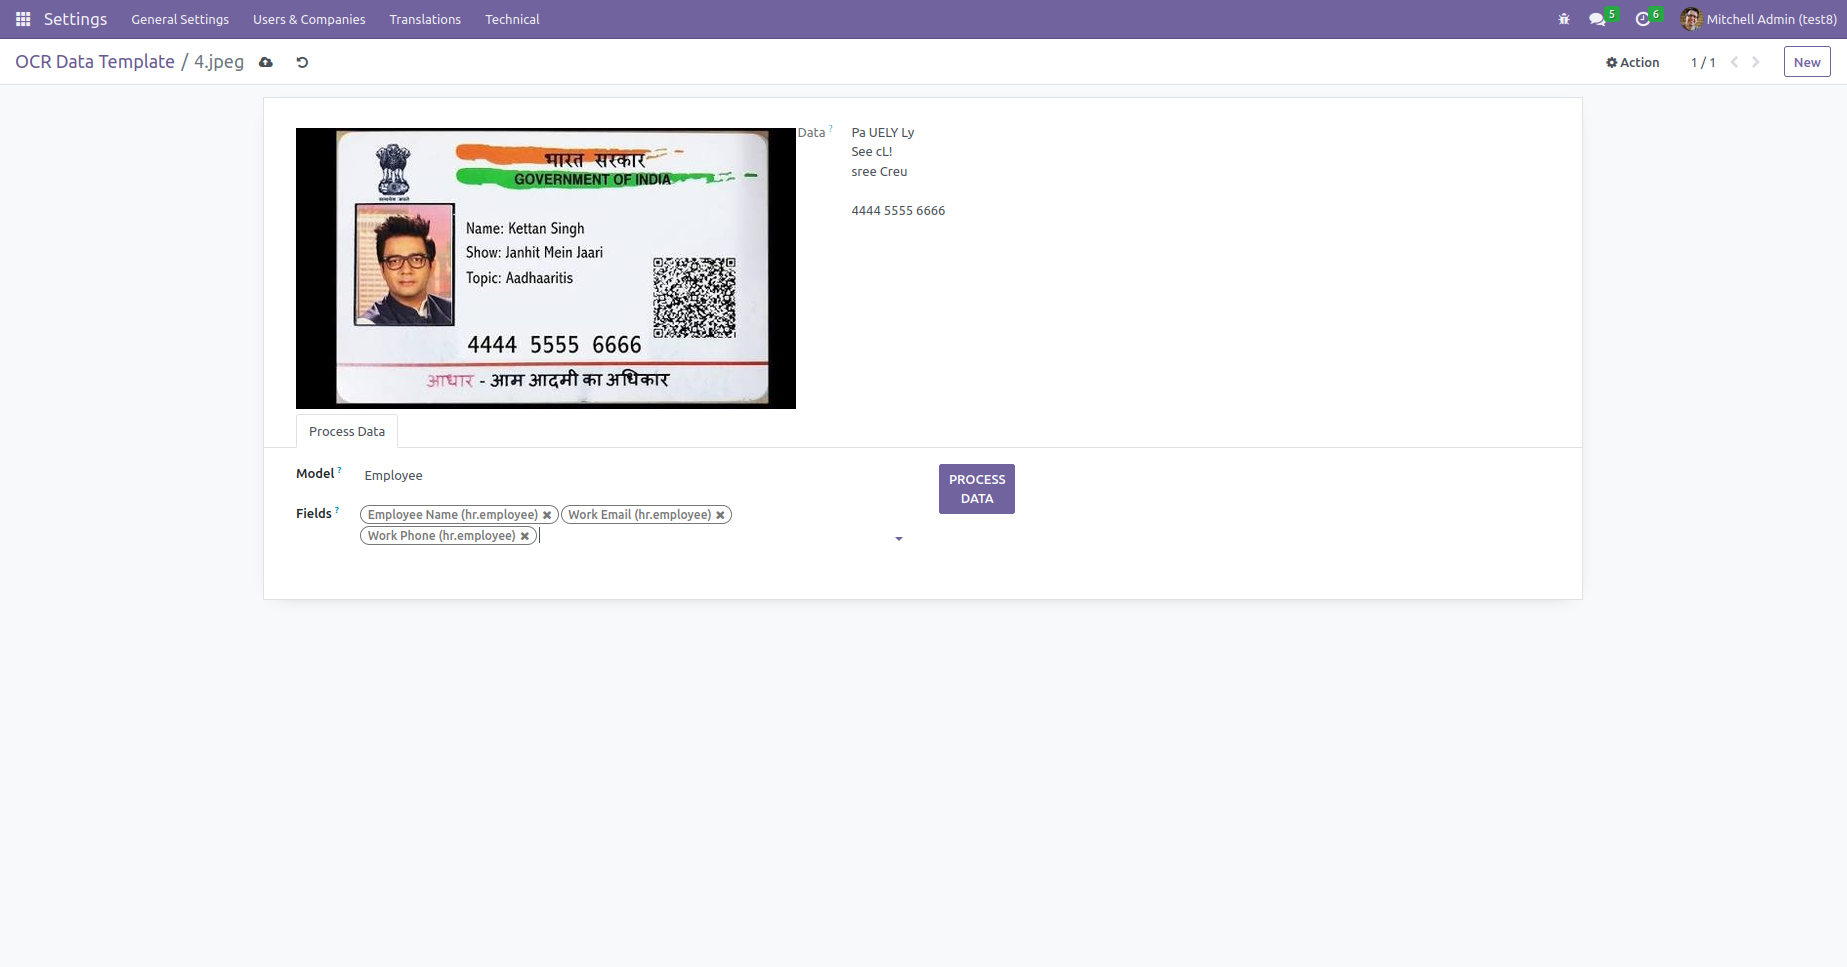 Settings General Settings Users & Companies Translations Technical 5 6 Mitchell Admin (test8)
OCR Data Template / 4.jpeg Action 1 / 1 New
भारत सरकार
GOVERNMENT OF INDIA
सत्यमेव जयते
Name: Kettan Singh
Show: Janhit Mein Jaari
Topic: Aadhaaritis
4444 5555 6666
आधार - आम आदमी का अधिकार
Data ? Pa UELY Ly
See cL!
sree Creu
4444 5555 6666
Process Data
Model ? Employee
PROCESS
DATA
Fields ? Employee Name (hr.employee) Work Email (hr.employee)
Work Phone (hr.employee)